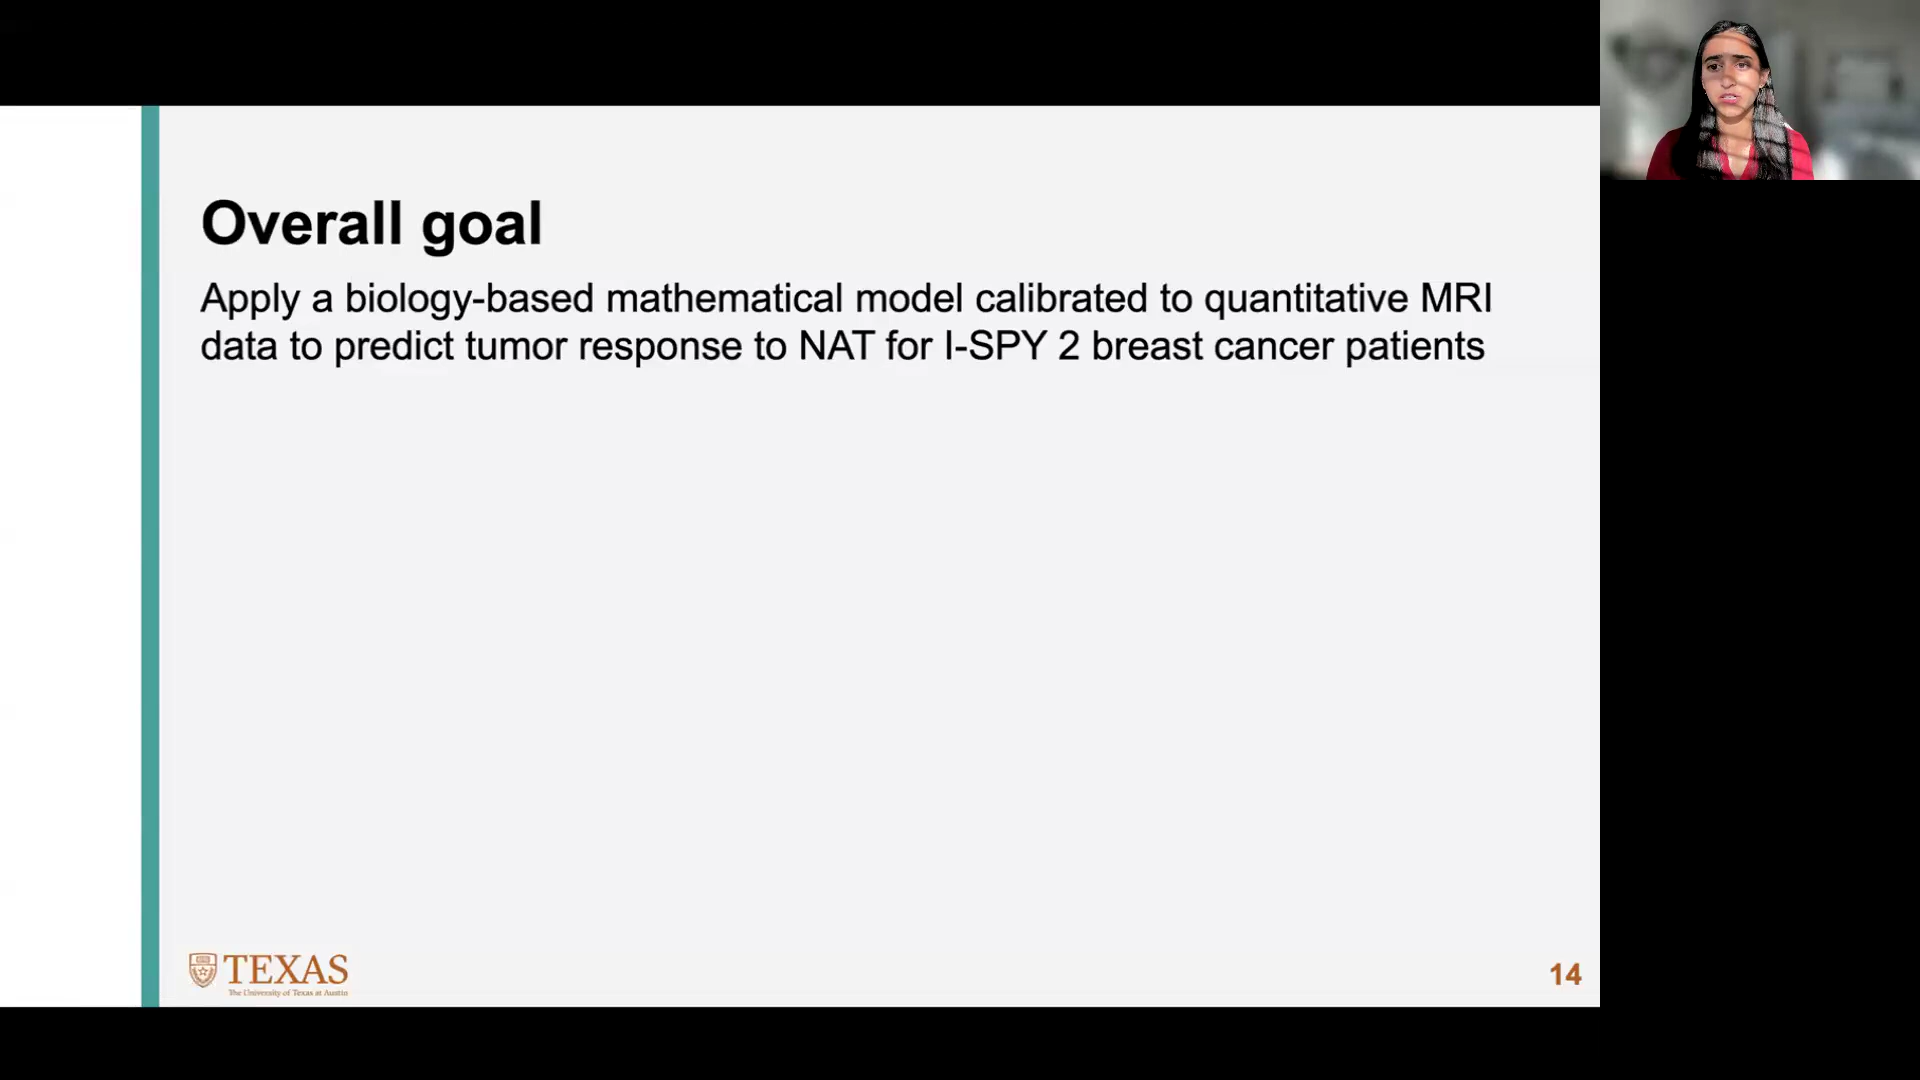 Overall goal
Apply a biology-based mathematical model calibrated to quantitative MRI
data to predict tumor response to NAT for I-SPY 2 breast cancer patients
TEXAS
The University of Texas at Austin
14